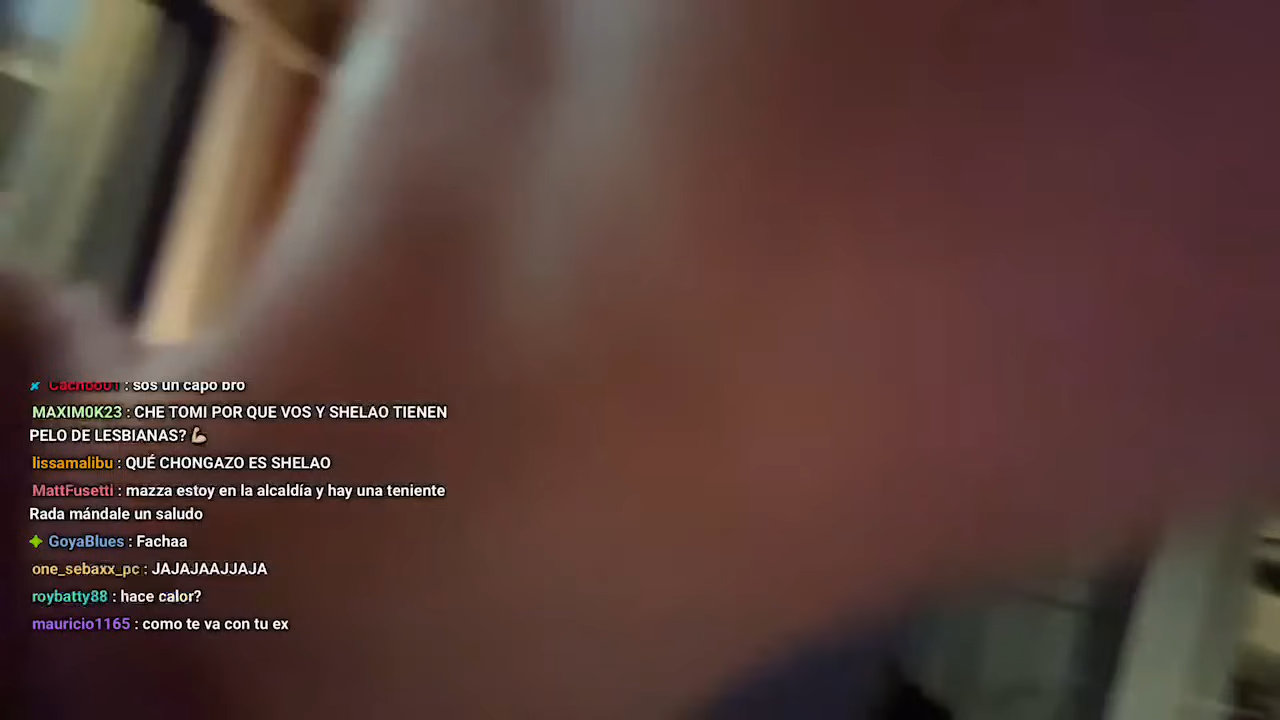 Cachobo1 : sos un capo bro
MAXIM0K23 : CHE TOMI POR QUE VOS Y SHELAO TIENEN
PELO DE LESBIANAS? 💪🏼
lissamalibu : QUÉ CHONGAZO ES SHELAO
MattFusetti : mazza estoy en la alcaldía y hay una teniente
Rada mándale un saludo
GoyaBlues : Fachaa
one_sebaxx_pc : JAJAJAAJJAJA
roybatty88 : hace calor?
mauricio1165 : como te va con tu ex